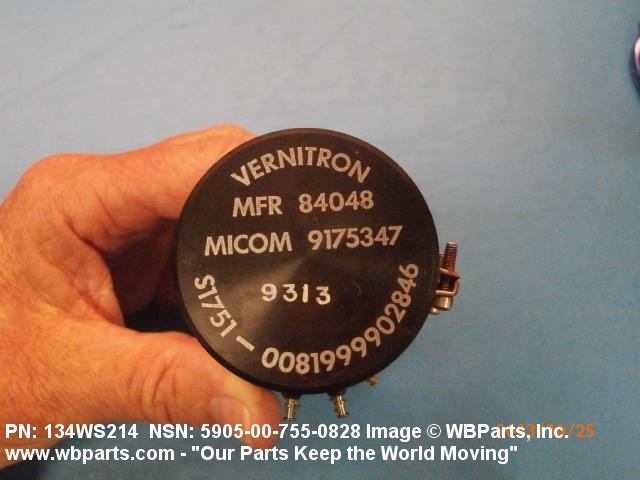 VERNITRON
MFR 84048
MICOM 9175347
9313
S1751-0081999902846
PN: 134WS214 NSN: 5905-00-755-0828 Image © WBParts, Inc.
www.wbparts.com - "Our Parts Keep the World Moving"